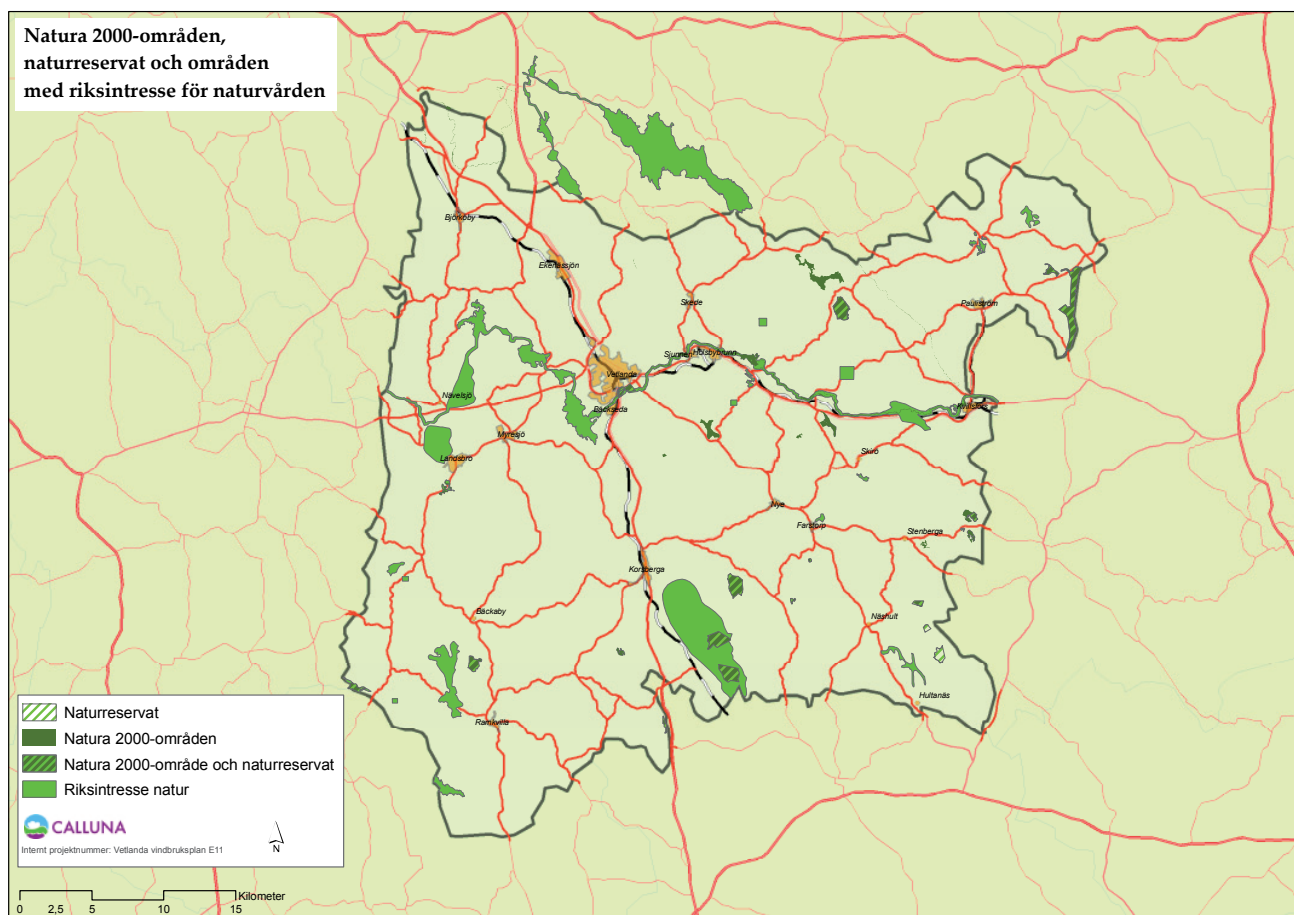 Natura 2000-områden,
naturreservat och områden
med riksintresse för naturvården
Björköby
Ekenässjön
Skede
Pauliström
Sjunnen
Holsbybrunn
Vetlanda
Nävelsjö
Bäckseda
Kvillsfors
Myresjö
Landsbro
Skirö
Nye
Farstorp
Stenberga
Korsberga
Bäckaby
Näshult
Hultanäs
Ramkvilla
Naturreservat
Natura 2000-områden
Natura 2000-område och naturreservat
Riksintresse natur
CALLUNA
Internt projektnummer: Vetlanda vindbruksplan E11
N
Kilometer
0 2,5 5 10 15